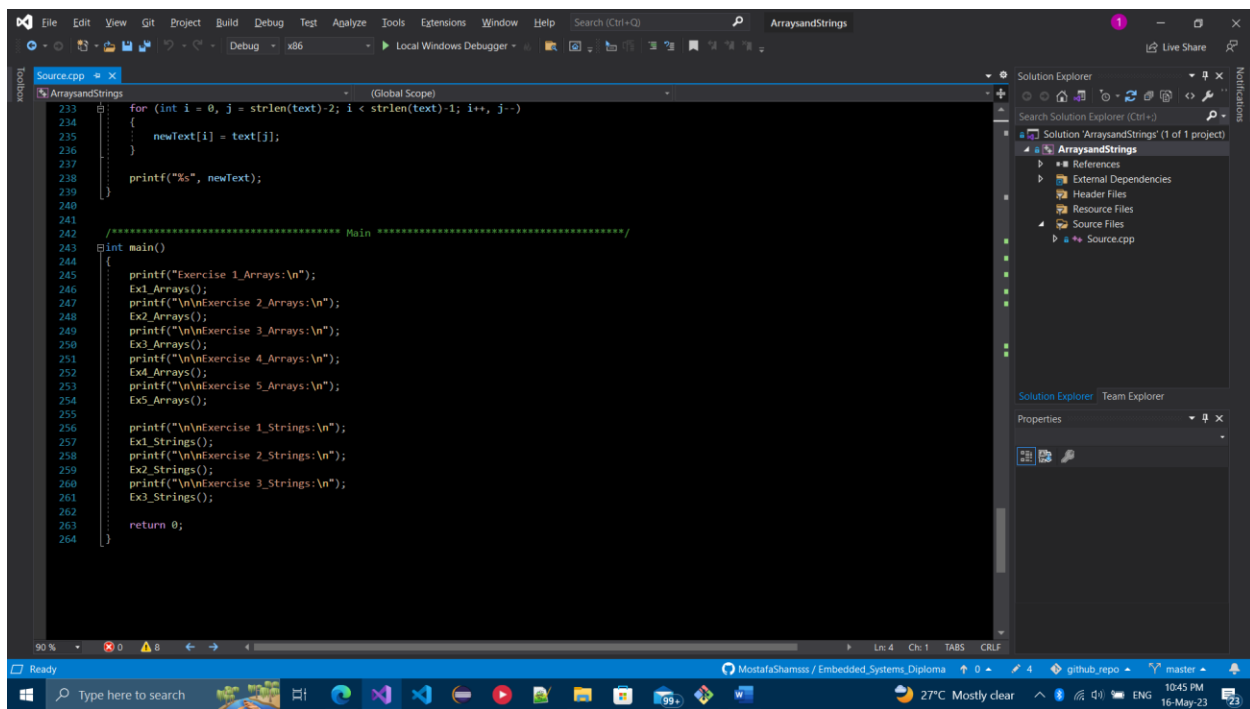 File Edit View Git Project Build Debug Test Analyze Tools Extensions Window Help Search (Ctrl+Q) ArraysandStrings 1
Debug x86 Local Windows Debugger Live Share
Toolbox
Source.cpp
ArraysandStrings (Global Scope)
233 for (int i = 0, j = strlen(text)-2; i < strlen(text)-1; i++, j--)
234 {
235 newText[i] = text[j];
236 }
237
238 printf("%s", newText);
239 }
240
241
242 /************************************** Main *****************************************/
243 int main()
244 {
245 printf("Exercise 1_Arrays:\n");
246 Ex1_Arrays();
247 printf("\n\nExercise 2_Arrays:\n");
248 Ex2_Arrays();
249 printf("\n\nExercise 3_Arrays:\n");
250 Ex3_Arrays();
251 printf("\n\nExercise 4_Arrays:\n");
252 Ex4_Arrays();
253 printf("\n\nExercise 5_Arrays:\n");
254 Ex5_Arrays();
255
256 printf("\n\nExercise 1_Strings:\n");
257 Ex1_Strings();
258 printf("\n\nExercise 2_Strings:\n");
259 Ex2_Strings();
260 printf("\n\nExercise 3_Strings:\n");
261 Ex3_Strings();
262
263 return 0;
264 }
90 % 0 8 Ln: 4 Ch: 1 TABS CRLF
Solution Explorer
Search Solution Explorer (Ctrl+;)
Solution 'ArraysandStrings' (1 of 1 project)
ArraysandStrings
References
External Dependencies
Header Files
Resource Files
Source Files
Source.cpp
Solution Explorer Team Explorer
Properties
Notifications
Ready MostafaShamsss / Embedded_Systems_Diploma 0 4 github_repo master
Type here to search 99+ 27°C Mostly clear ENG 10:45 PM
16-May-23 23